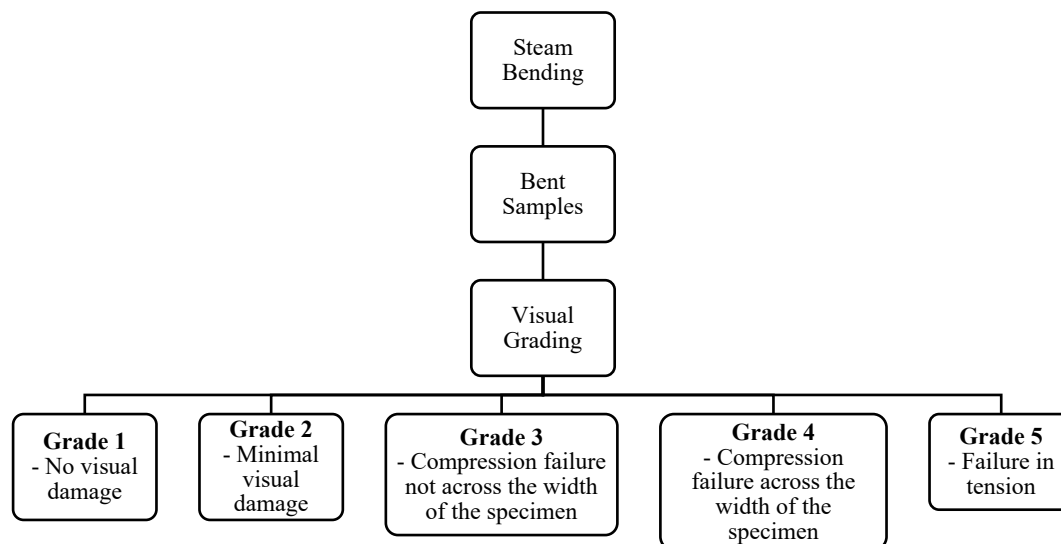 Steam
Bending
Bent
Samples
Visual
Grading
Grade 1
- No visual
damage
Grade 2
- Minimal
visual
damage
Grade 3
- Compression failure
not across the width
of the specimen
Grade 4
- Compression
failure across the
width of the
specimen
Grade 5
- Failure in
tension